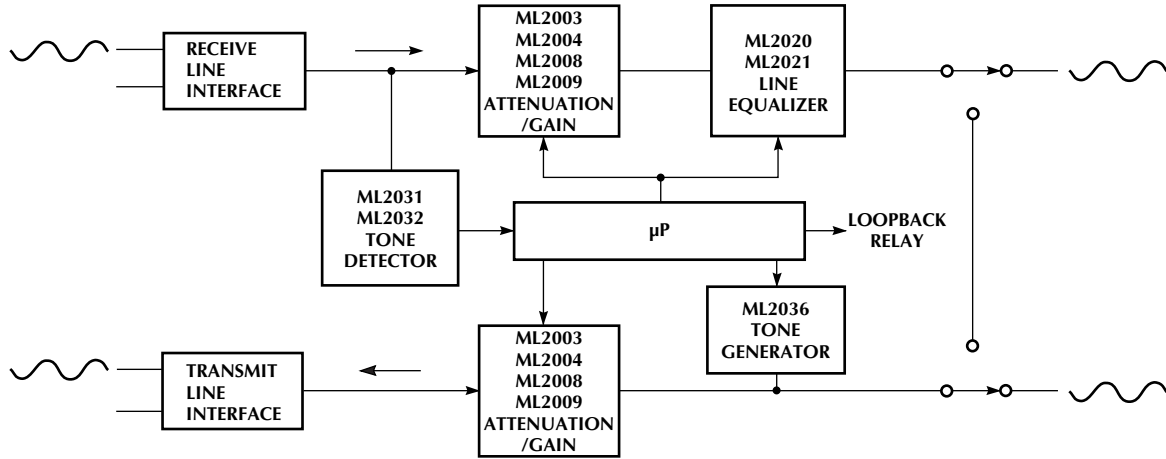 RECEIVE
LINE
INTERFACE
ML2003
ML2004
ML2008
ML2009
ATTENUATION
/GAIN
ML2020
ML2021
LINE
EQUALIZER
ML2031
ML2032
TONE
DETECTOR
µP
LOOPBACK
RELAY
ML2036
TONE
GENERATOR
TRANSMIT
LINE
INTERFACE
ML2003
ML2004
ML2008
ML2009
ATTENUATION
/GAIN